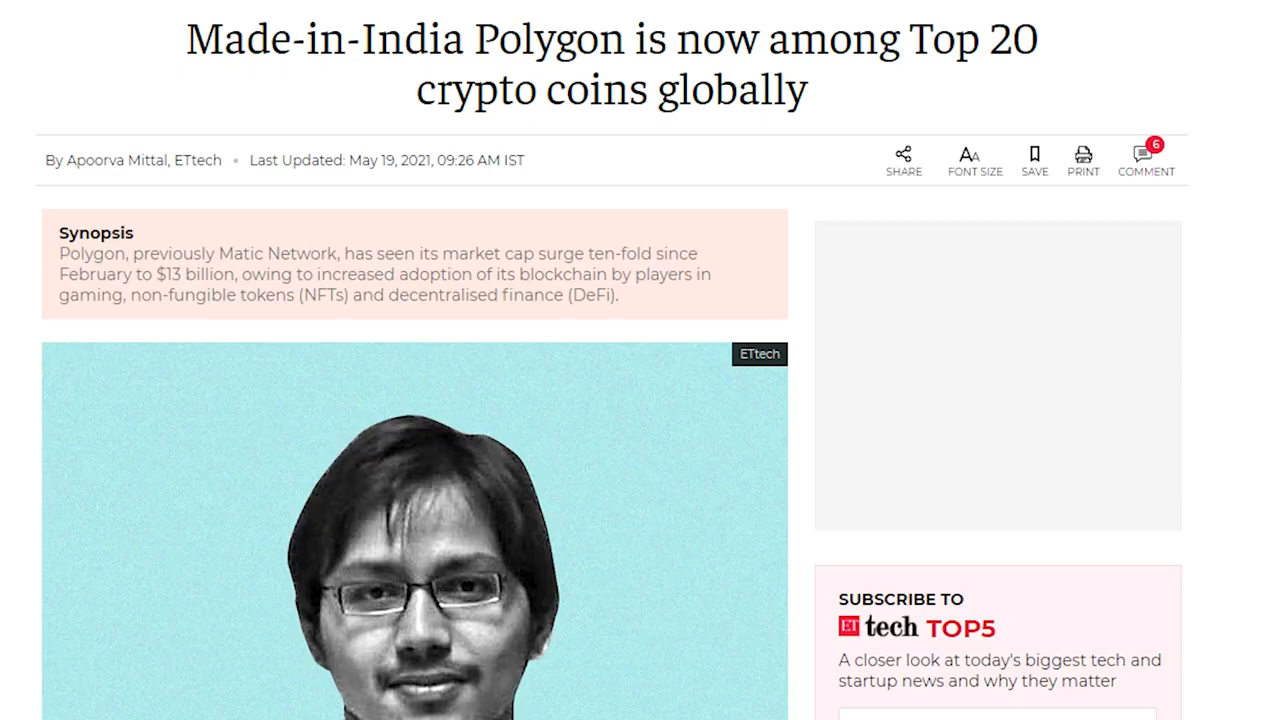 Made-in-India Polygon is now among Top 20
crypto coins globally
By Apoorva Mittal, ETtech • Last Updated: May 19, 2021, 09:26 AM IST
SHARE
AA
FONT SIZE
SAVE
PRINT
6
COMMENT
Synopsis
Polygon, previously Matic Network, has seen its market cap surge ten-fold since
February to $13 billion, owing to increased adoption of its blockchain by players in
gaming, non-fungible tokens (NFTs) and decentralised finance (DeFi).
ETtech
SUBSCRIBE TO
ET tech TOP5
A closer look at today's biggest tech and
startup news and why they matter